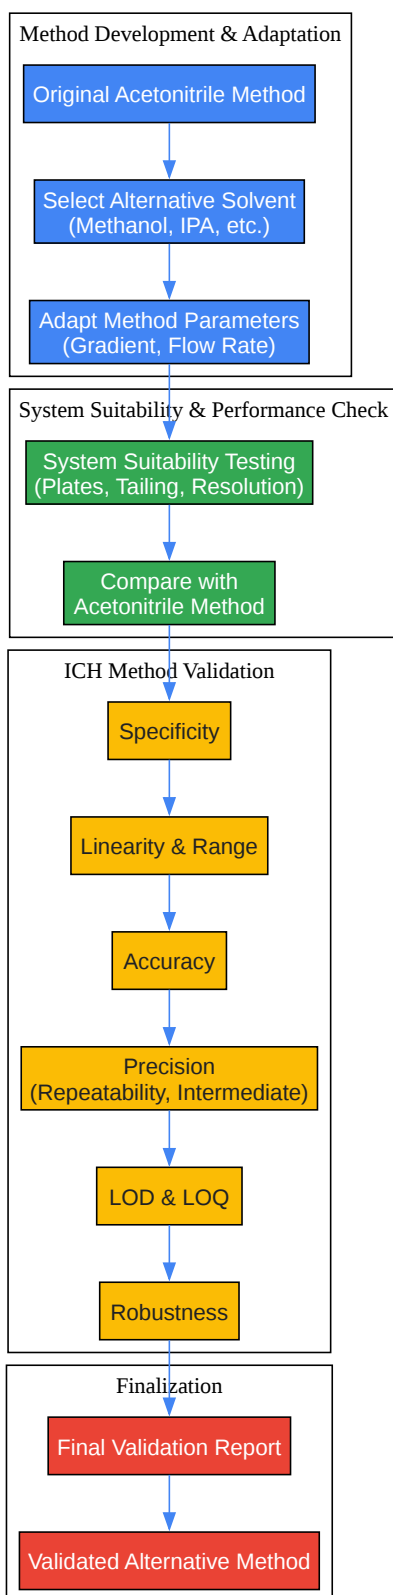 Method Development & Adaptation
Original Acetonitrile Method
Select Alternative Solvent
(Methanol, IPA, etc.)
Adapt Method Parameters
(Gradient, Flow Rate)
System Suitability & Performance Check
System Suitability Testing
(Plates, Tailing, Resolution)
Compare with
Acetonitrile Method
ICH Method Validation
Specificity
Linearity & Range
Accuracy
Precision
(Repeatability, Intermediate)
LOD & LOQ
Robustness
Finalization
Final Validation Report
Validated Alternative Method